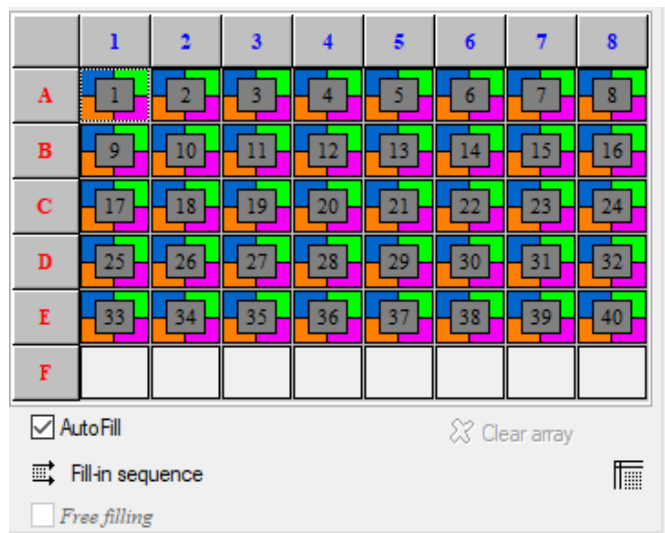 1 2 3 4 5 6 7 8
A 1 2 3 4 5 6 7 8
B 9 10 11 12 13 14 15 16
C 17 18 19 20 21 22 23 24
D 25 26 27 28 29 30 31 32
E 33 34 35 36 37 38 39 40
F
AutoFill Clear array
Fill-in sequence
Free filling